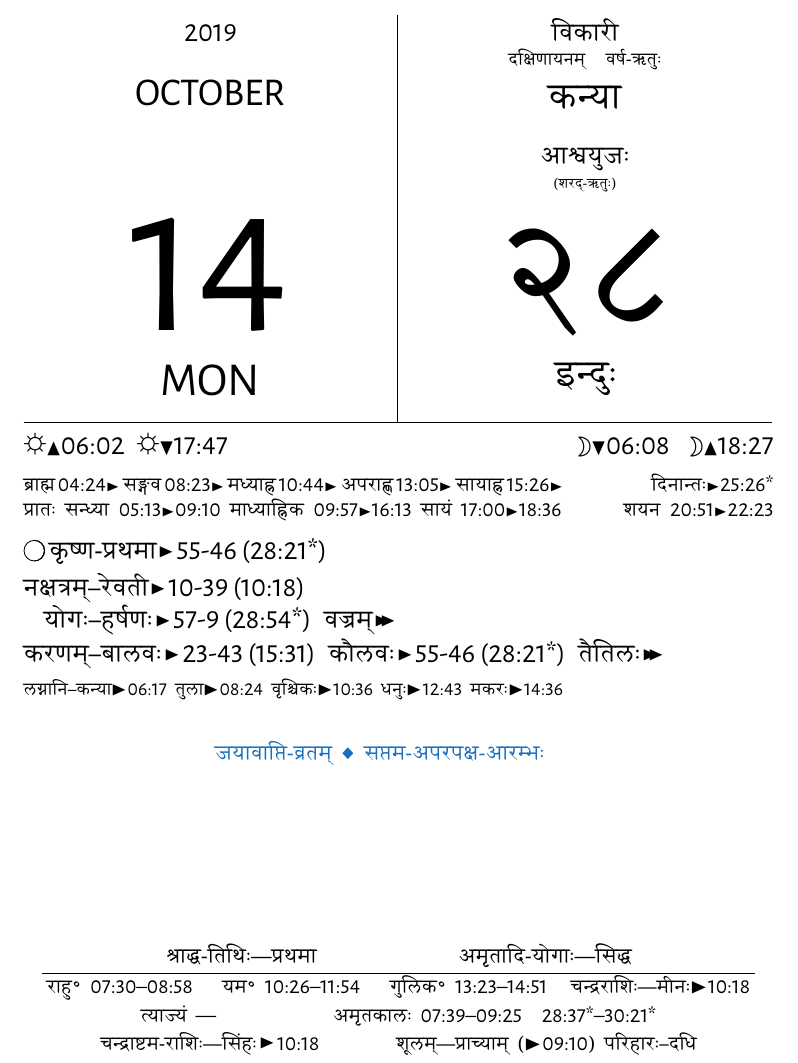 2019
OCTOBER
14
MON
विकारी
दक्षिणायनम् वर्ष-ऋतुः
कन्या
आश्वयुजः
(शरद्-ऋतुः)
२८
इन्दुः
☼▲06:02 ☼▼17:47 ☽▼06:08 ☽▲18:27
ब्राह्म 04:24► सङ्गव 08:23► मध्याह्न 10:44► अपराह्ण 13:05► सायाह्न 15:26► दिनान्तः►25:26*
प्रातः सन्ध्या 05:13►09:10 माध्याह्निक 09:57►16:13 सायं 17:00►18:36 शयन 20:51►22:23
○कृष्ण-प्रथमा►55-46 (28:21*)
नक्षत्रम्–रेवती►10-39 (10:18)
योगः–हर्षणः►57-9 (28:54*) वज्रम्►►
करणम्–बालवः►23-43 (15:31) कौलवः►55-46 (28:21*) तैतिलः►►
लग्नानि–कन्या►06:17 तुला►08:24 वृश्चिकः►10:36 धनुः►12:43 मकरः►14:36
जयावाप्ति-व्रतम् ◆ सप्तम-अपरपक्ष-आरम्भः
श्राद्ध-तिथिः—प्रथमा अमृतादि-योगाः—सिद्ध
राहु॰ 07:30–08:58 यम॰ 10:26–11:54 गुलिक॰ 13:23–14:51 चन्द्रराशिः—मीनः►10:18
त्याज्यं — अमृतकालः 07:39–09:25 28:37*–30:21*
चन्द्राष्टम-राशिः—सिंहः►10:18 शूलम्—प्राच्याम् (►09:10) परिहारः–दधि